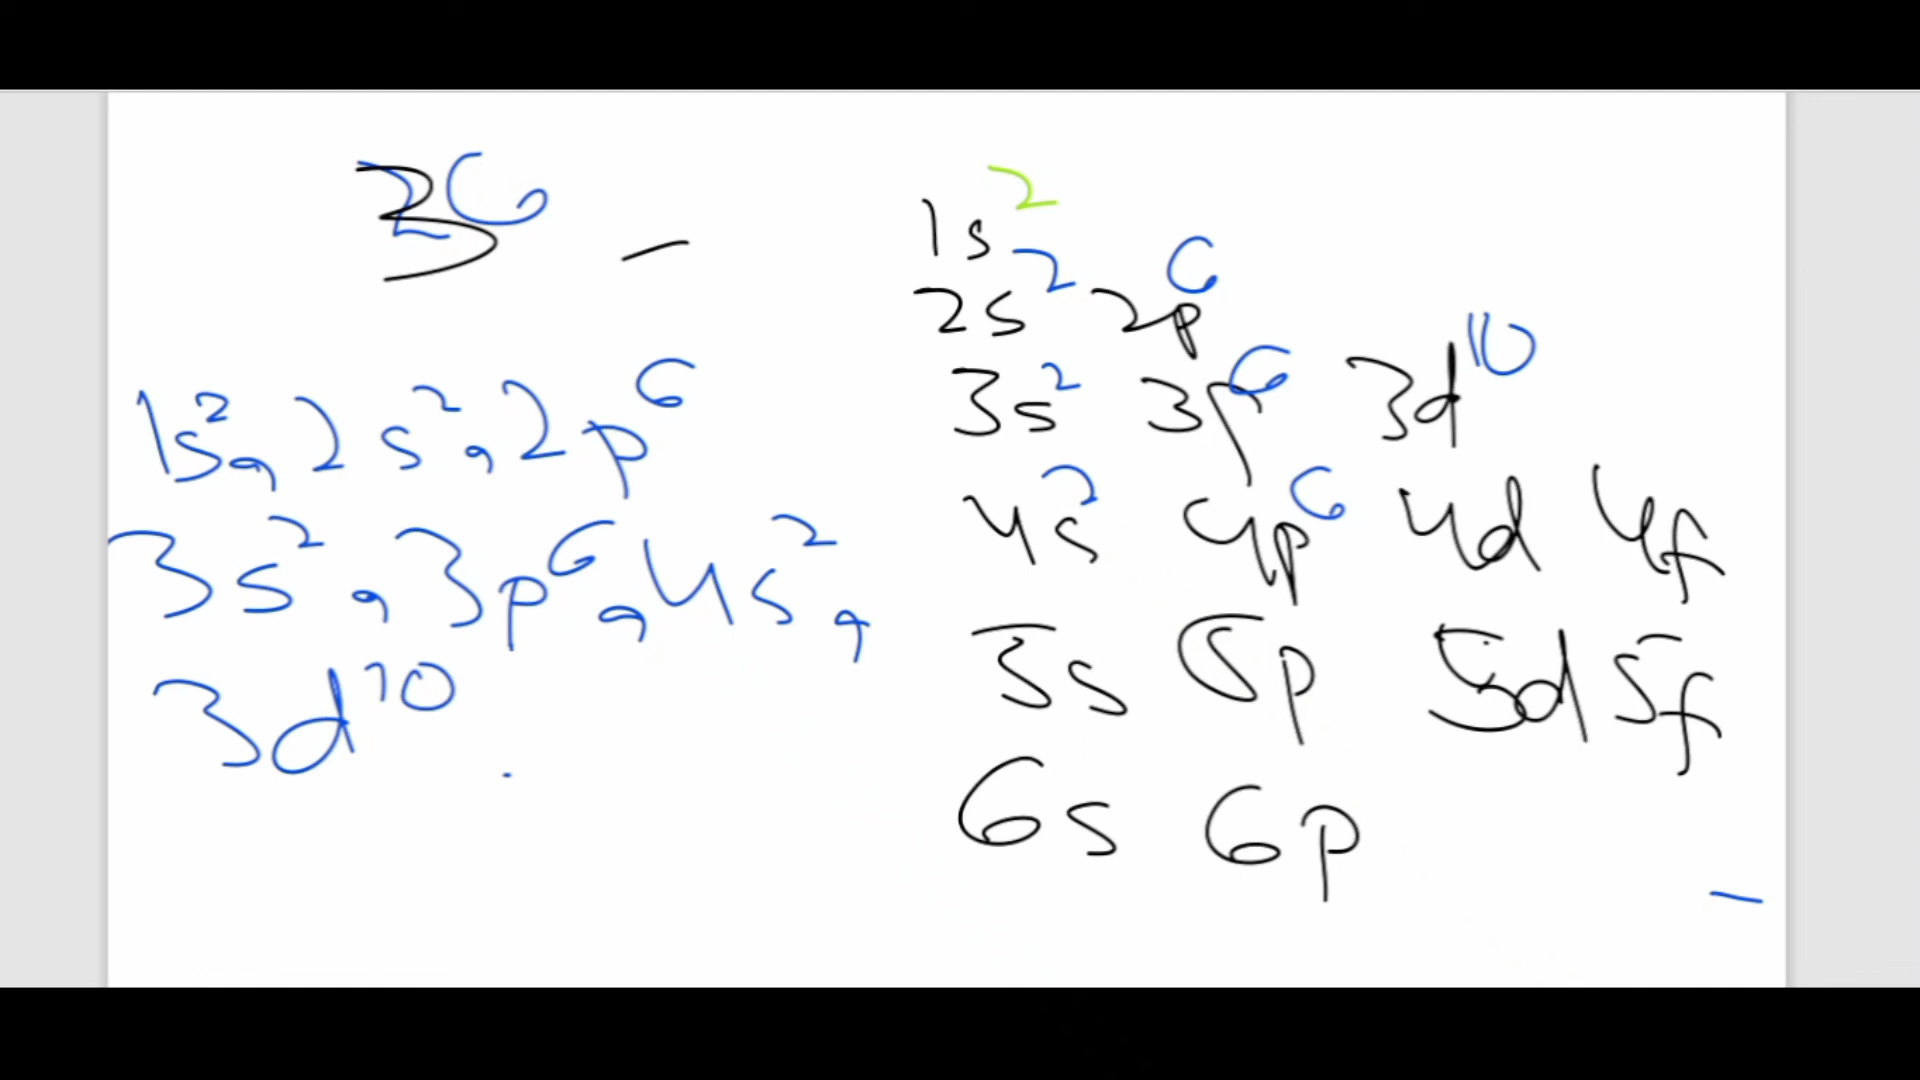 36 –
1s²
2s² 2p⁶
3s² 3p⁶ 3d¹⁰
4s² 4p⁶ 4d 4f
5s 5p 5d 5f
6s 6p
1s², 2s², 2p⁶
3s², 3p⁶, 4s²,
3d¹⁰